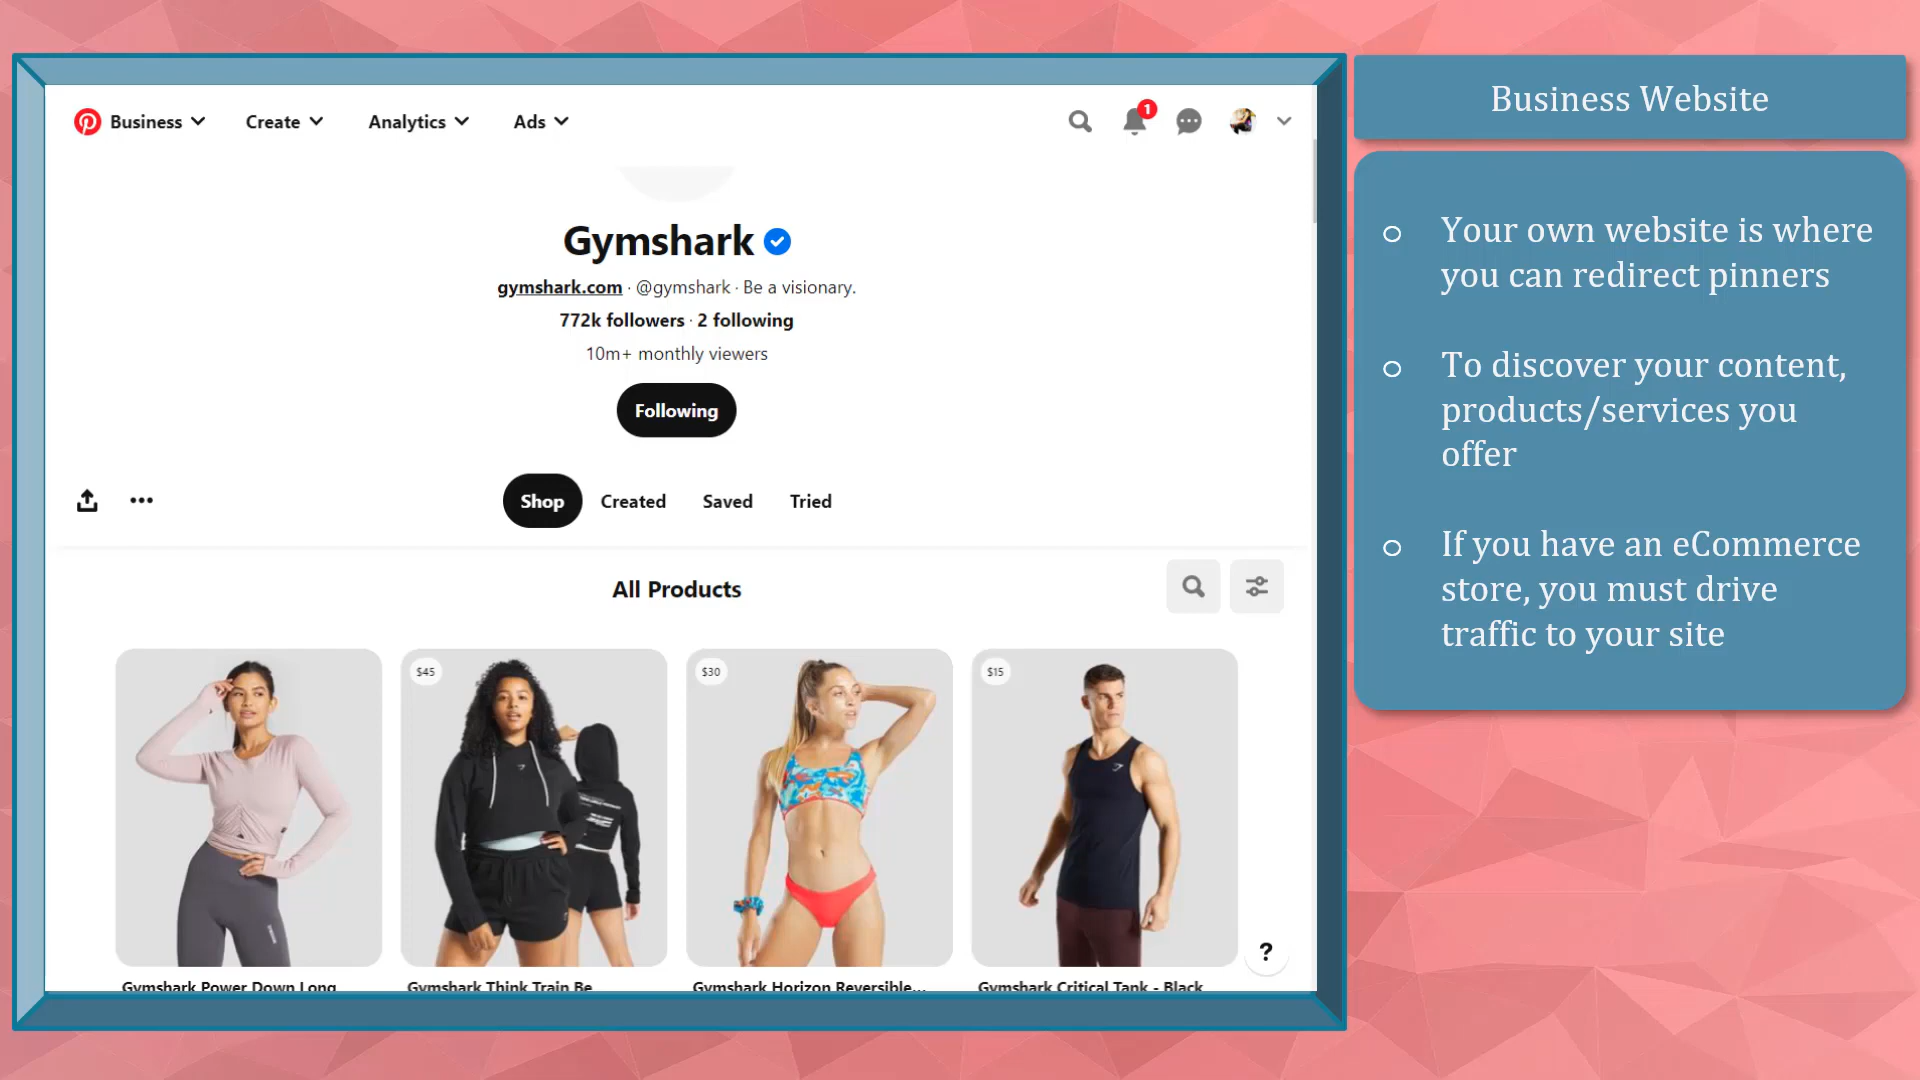 Business Create Analytics Ads 1
Gymshark
gymshark.com · @gymshark · Be a visionary.
772k followers · 2 following
10m+ monthly viewers
Following
Shop Created Saved Tried
All Products
$45 $30 $15
?
Gymshark Power Down Long Gymshark Think Train Be Gymshark Horizon Reversible... Gymshark Critical Tank - Black
Business Website
o Your own website is where
you can redirect pinners
o To discover your content,
products/services you
offer
o If you have an eCommerce
store, you must drive
traffic to your site